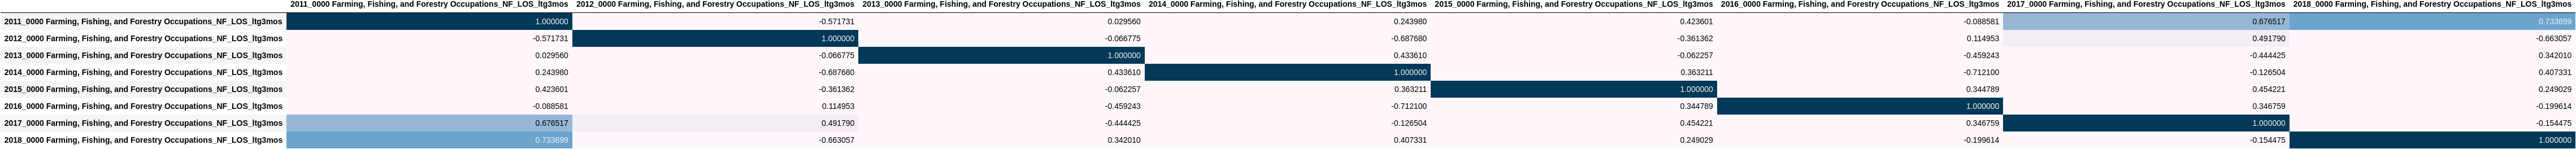 2011_0000 Farming, Fishing, and Forestry Occupations_NF_LOS_ltg3mos 2012_0000 Farming, Fishing, and Forestry Occupations_NF_LOS_ltg3mos 2013_0000 Farming, Fishing, and Forestry Occupations_NF_LOS_ltg3mos 2014_0000 Farming, Fishing, and Forestry Occupations_NF_LOS_ltg3mos 2015_0000 Farming, Fishing, and Forestry Occupations_NF_LOS_ltg3mos 2016_0000 Farming, Fishing, and Forestry Occupations_NF_LOS_ltg3mos 2017_0000 Farming, Fishing, and Forestry Occupations_NF_LOS_ltg3mos 2018_0000 Farming, Fishing, and Forestry Occupations_NF_LOS_ltg3mos
2011_0000 Farming, Fishing, and Forestry Occupations_NF_LOS_ltg3mos 1.000000 -0.571731 0.029560 0.243980 0.423601 -0.088581 0.676517 0.733699
2012_0000 Farming, Fishing, and Forestry Occupations_NF_LOS_ltg3mos -0.571731 1.000000 -0.066775 -0.687680 -0.361362 0.114953 0.491790 -0.663057
2013_0000 Farming, Fishing, and Forestry Occupations_NF_LOS_ltg3mos 0.029560 -0.066775 1.000000 0.433610 -0.062257 -0.459243 -0.444425 0.342010
2014_0000 Farming, Fishing, and Forestry Occupations_NF_LOS_ltg3mos 0.243980 -0.687680 0.433610 1.000000 0.363211 -0.712100 -0.126504 0.407331
2015_0000 Farming, Fishing, and Forestry Occupations_NF_LOS_ltg3mos 0.423601 -0.361362 -0.062257 0.363211 1.000000 0.344789 0.454221 0.249029
2016_0000 Farming, Fishing, and Forestry Occupations_NF_LOS_ltg3mos -0.088581 0.114953 -0.459243 -0.712100 0.344789 1.000000 0.346759 -0.199614
2017_0000 Farming, Fishing, and Forestry Occupations_NF_LOS_ltg3mos 0.676517 0.491790 -0.444425 -0.126504 0.454221 0.346759 1.000000 -0.154475
2018_0000 Farming, Fishing, and Forestry Occupations_NF_LOS_ltg3mos 0.733699 -0.663057 0.342010 0.407331 0.249029 -0.199614 -0.154475 1.000000